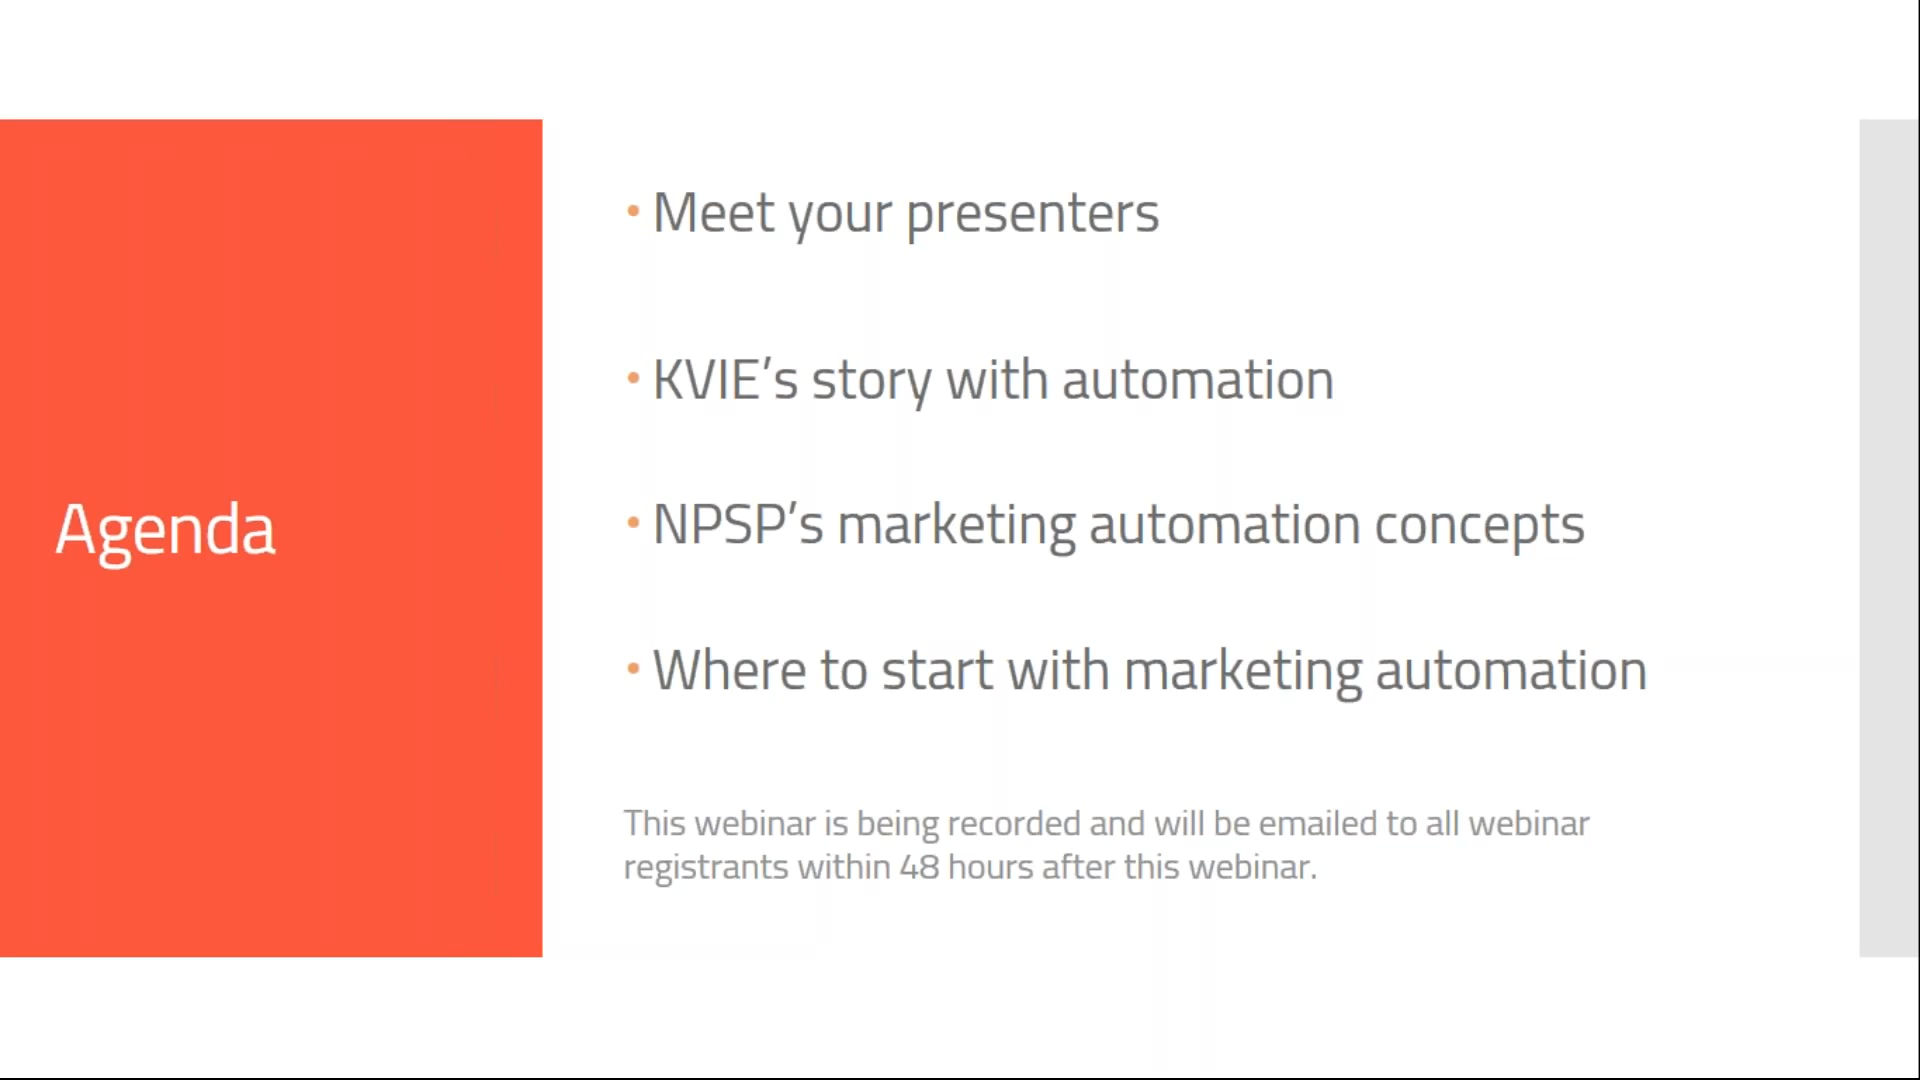 Agenda
• Meet your presenters
• KVIE’s story with automation
• NPSP’s marketing automation concepts
• Where to start with marketing automation
This webinar is being recorded and will be emailed to all webinar
registrants within 48 hours after this webinar.